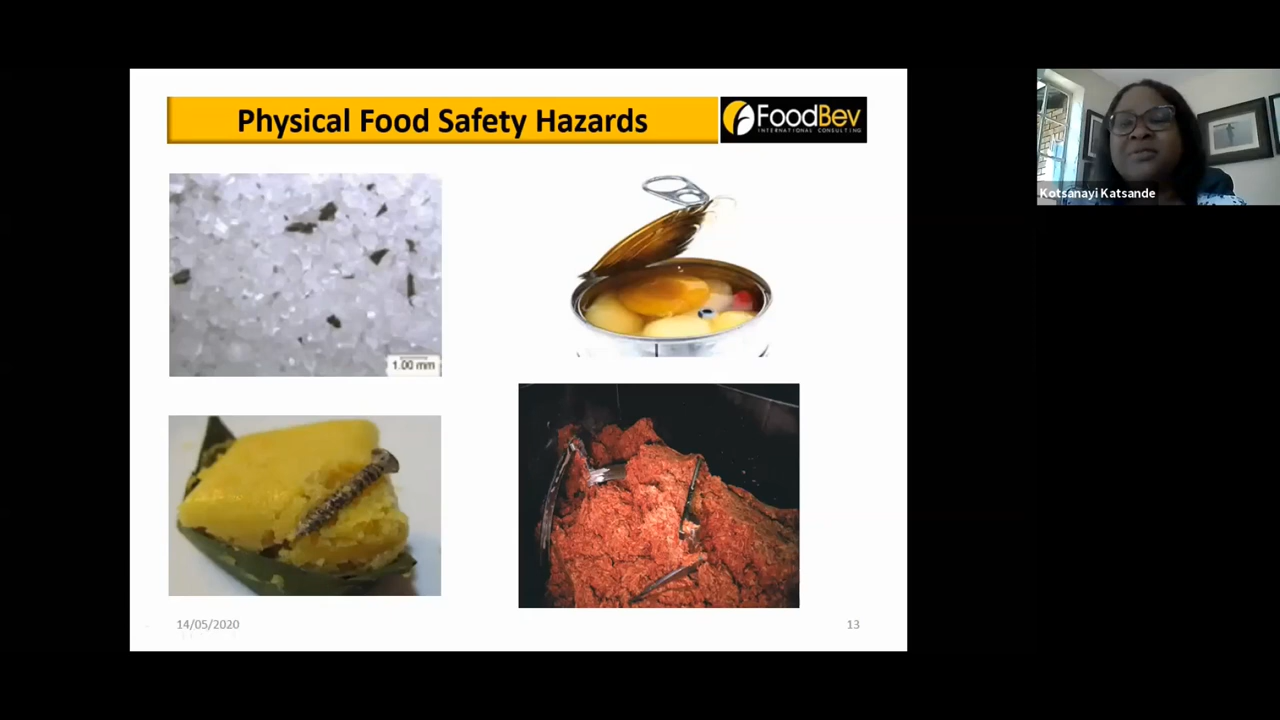 Physical Food Safety Hazards
FoodBev
INTERNATIONAL CONSULTING
Kotsanayi Katsande
1.00 mm
14/05/2020
13